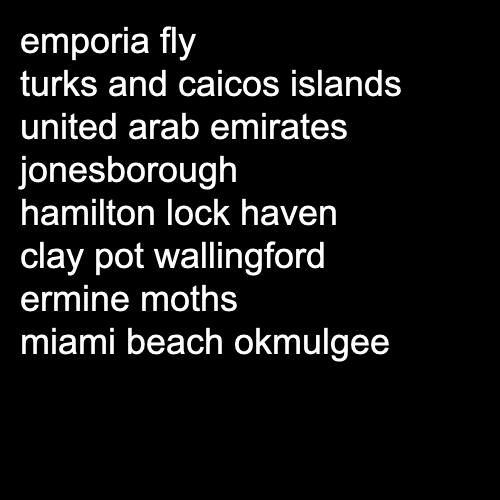 emporia fly
turks and caicos islands
united arab emirates
jonesborough
hamilton lock haven
clay pot wallingford
ermine moths
miami beach okmulgee